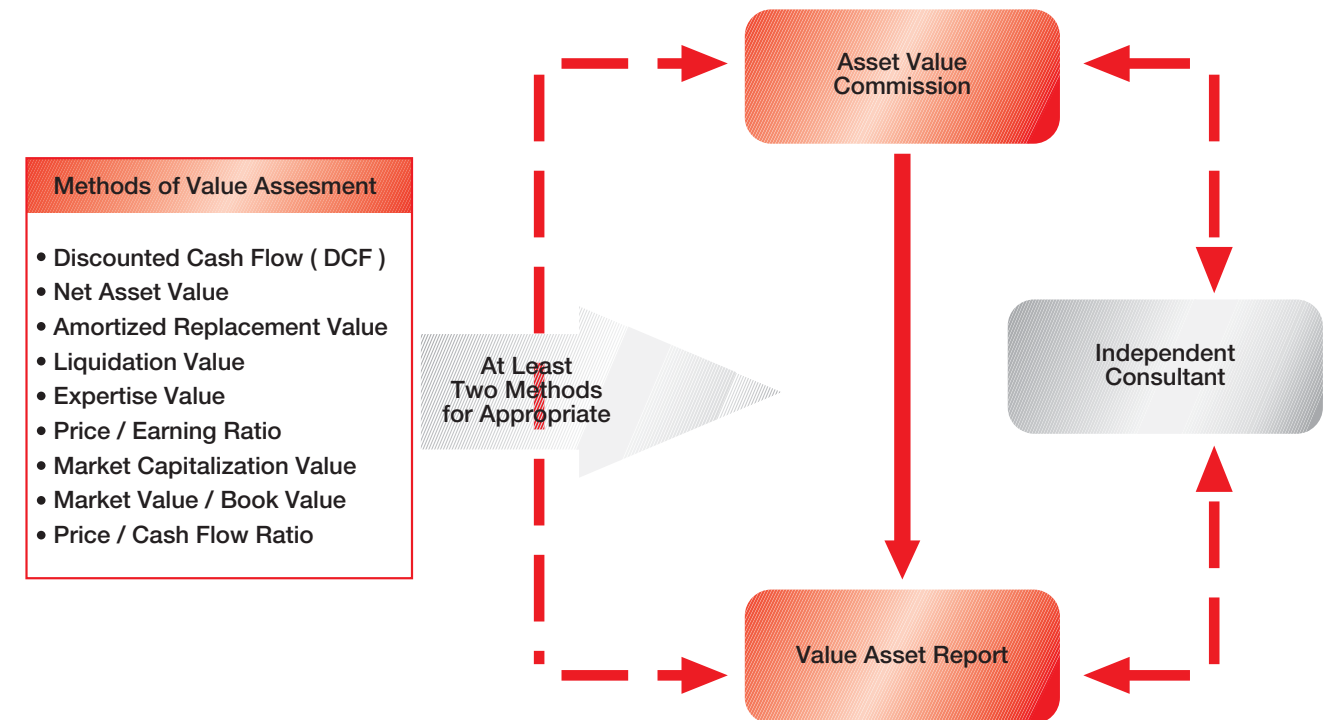 Asset Value
Commission
Methods of Value Assesment
• Discounted Cash Flow ( DCF )
• Net Asset Value
• Amortized Replacement Value
• Liquidation Value
• Expertise Value
• Price / Earning Ratio
• Market Capitalization Value
• Market Value / Book Value
• Price / Cash Flow Ratio
At Least
Two Methods
for Appropriate
Independent
Consultant
Value Asset Report